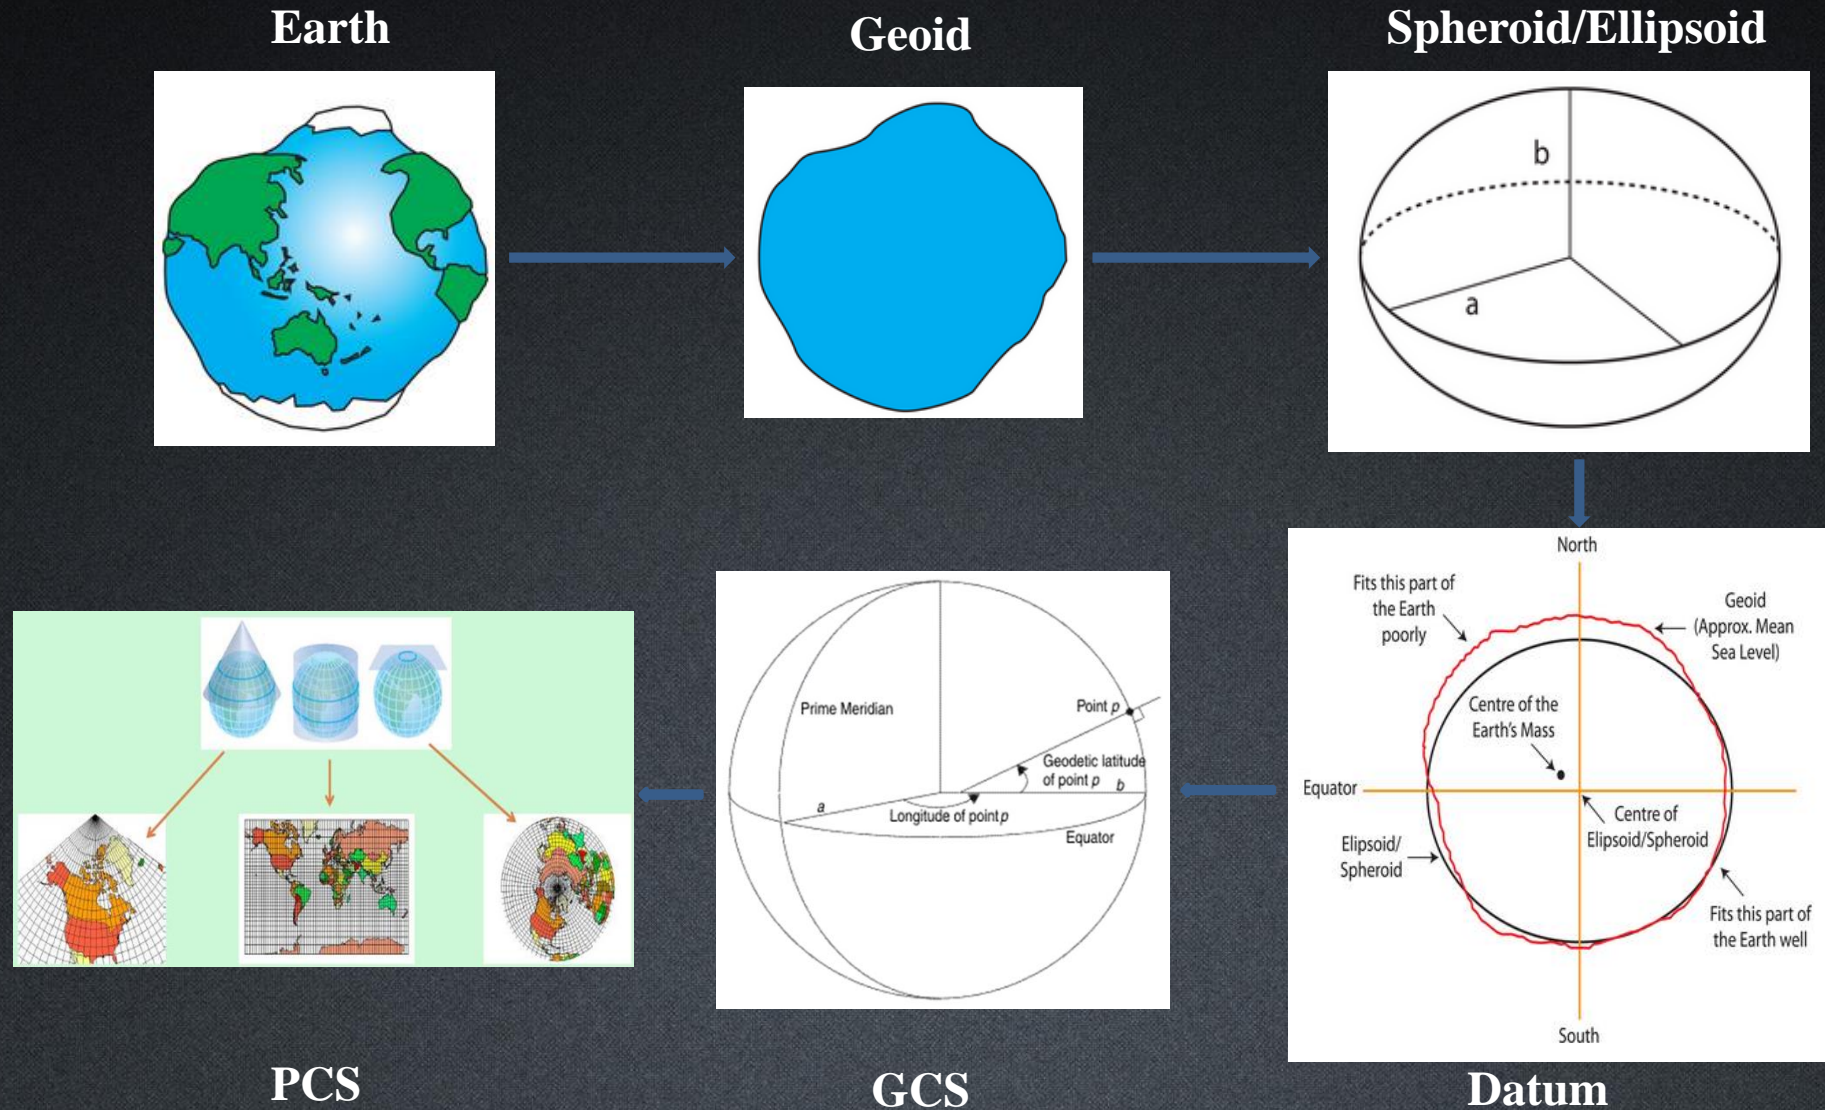 Earth
Geoid
Spheroid/Ellipsoid
b
a
North
Fits this part of
the Earth
poorly
Geoid
(Approx. Mean
Sea Level)
Centre of the
Earth's Mass
Equator
Centre of
Elipsoid/Spheroid
Elipsoid/
Spheroid
Fits this part of
the Earth well
South
Datum
Prime Meridian
Point p
Geodetic latitude
of point p
b
a
Longitude of point p
Equator
GCS
PCS